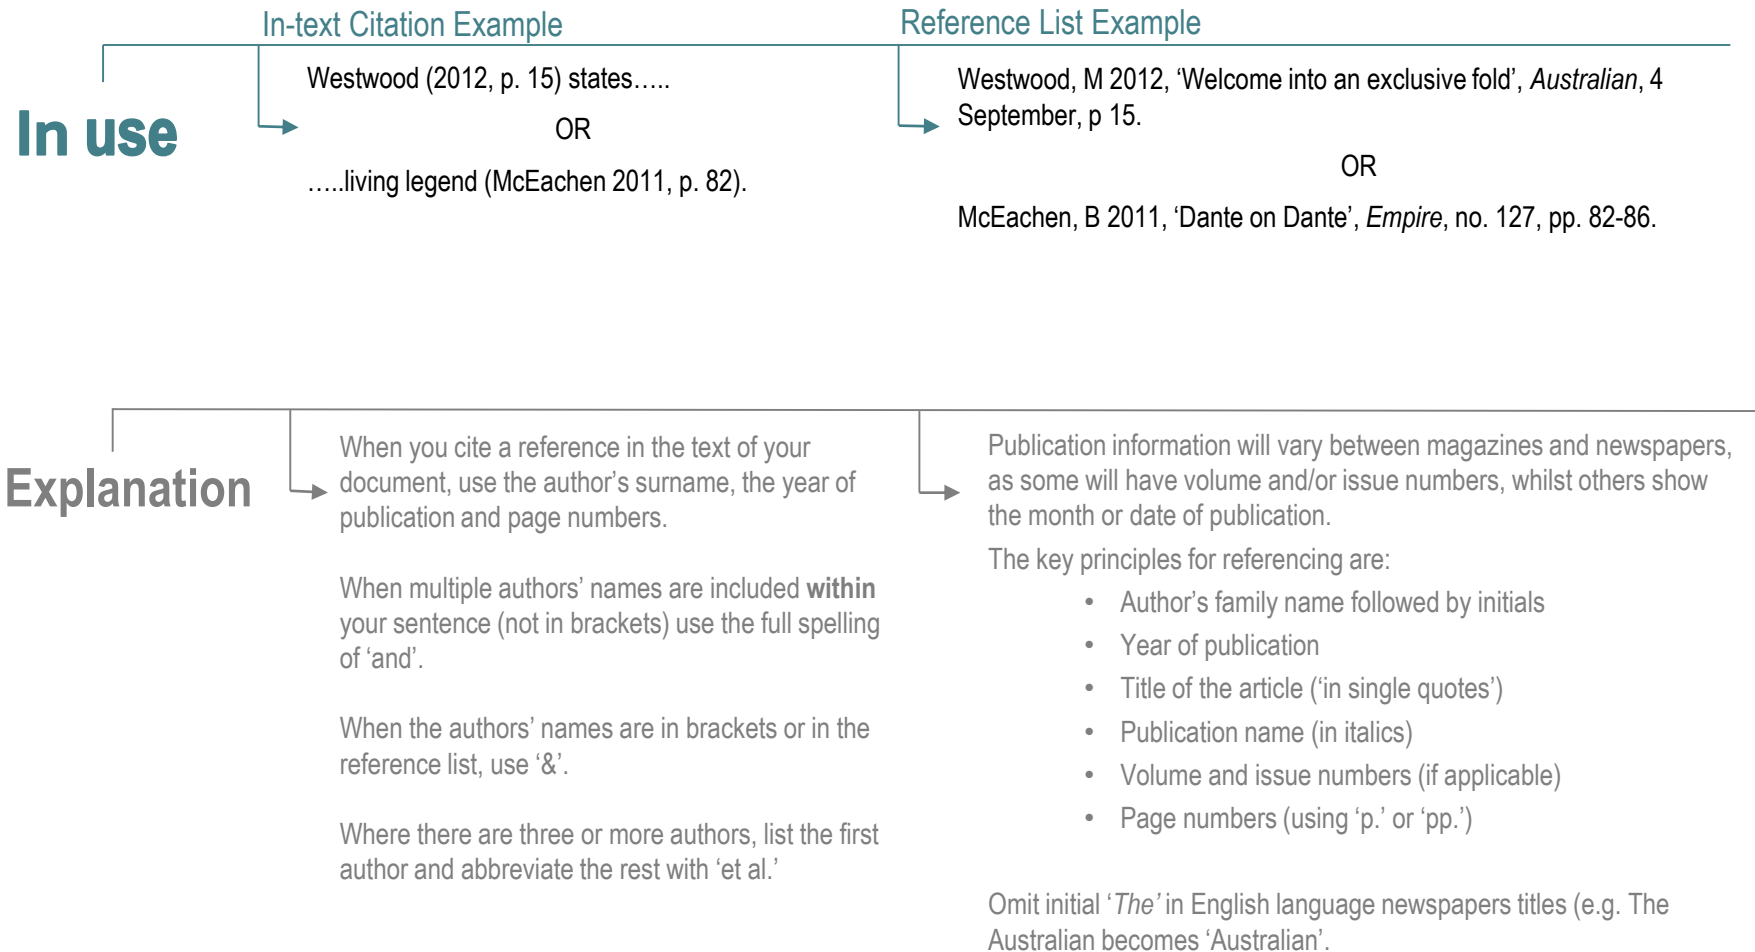 In-text Citation Example
Reference List Example
In use
Westwood (2012, p. 15) states…..
OR
…..living legend (McEachen 2011, p. 82).
Westwood, M 2012, ‘Welcome into an exclusive fold’, Australian, 4
September, p 15.
OR
McEachen, B 2011, ‘Dante on Dante’, Empire, no. 127, pp. 82-86.
Explanation
When you cite a reference in the text of your
document, use the author’s surname, the year of
publication and page numbers.
When multiple authors’ names are included within
your sentence (not in brackets) use the full spelling
of ‘and’.
When the authors’ names are in brackets or in the
reference list, use ‘&’.
Where there are three or more authors, list the first
author and abbreviate the rest with ‘et al.’
Publication information will vary between magazines and newspapers,
as some will have volume and/or issue numbers, whilst others show
the month or date of publication.
The key principles for referencing are:
• Author’s family name followed by initials
• Year of publication
• Title of the article (‘in single quotes’)
• Publication name (in italics)
• Volume and issue numbers (if applicable)
• Page numbers (using ‘p.’ or ‘pp.’)
Omit initial ‘The’ in English language newspapers titles (e.g. The
Australian becomes ‘Australian’.